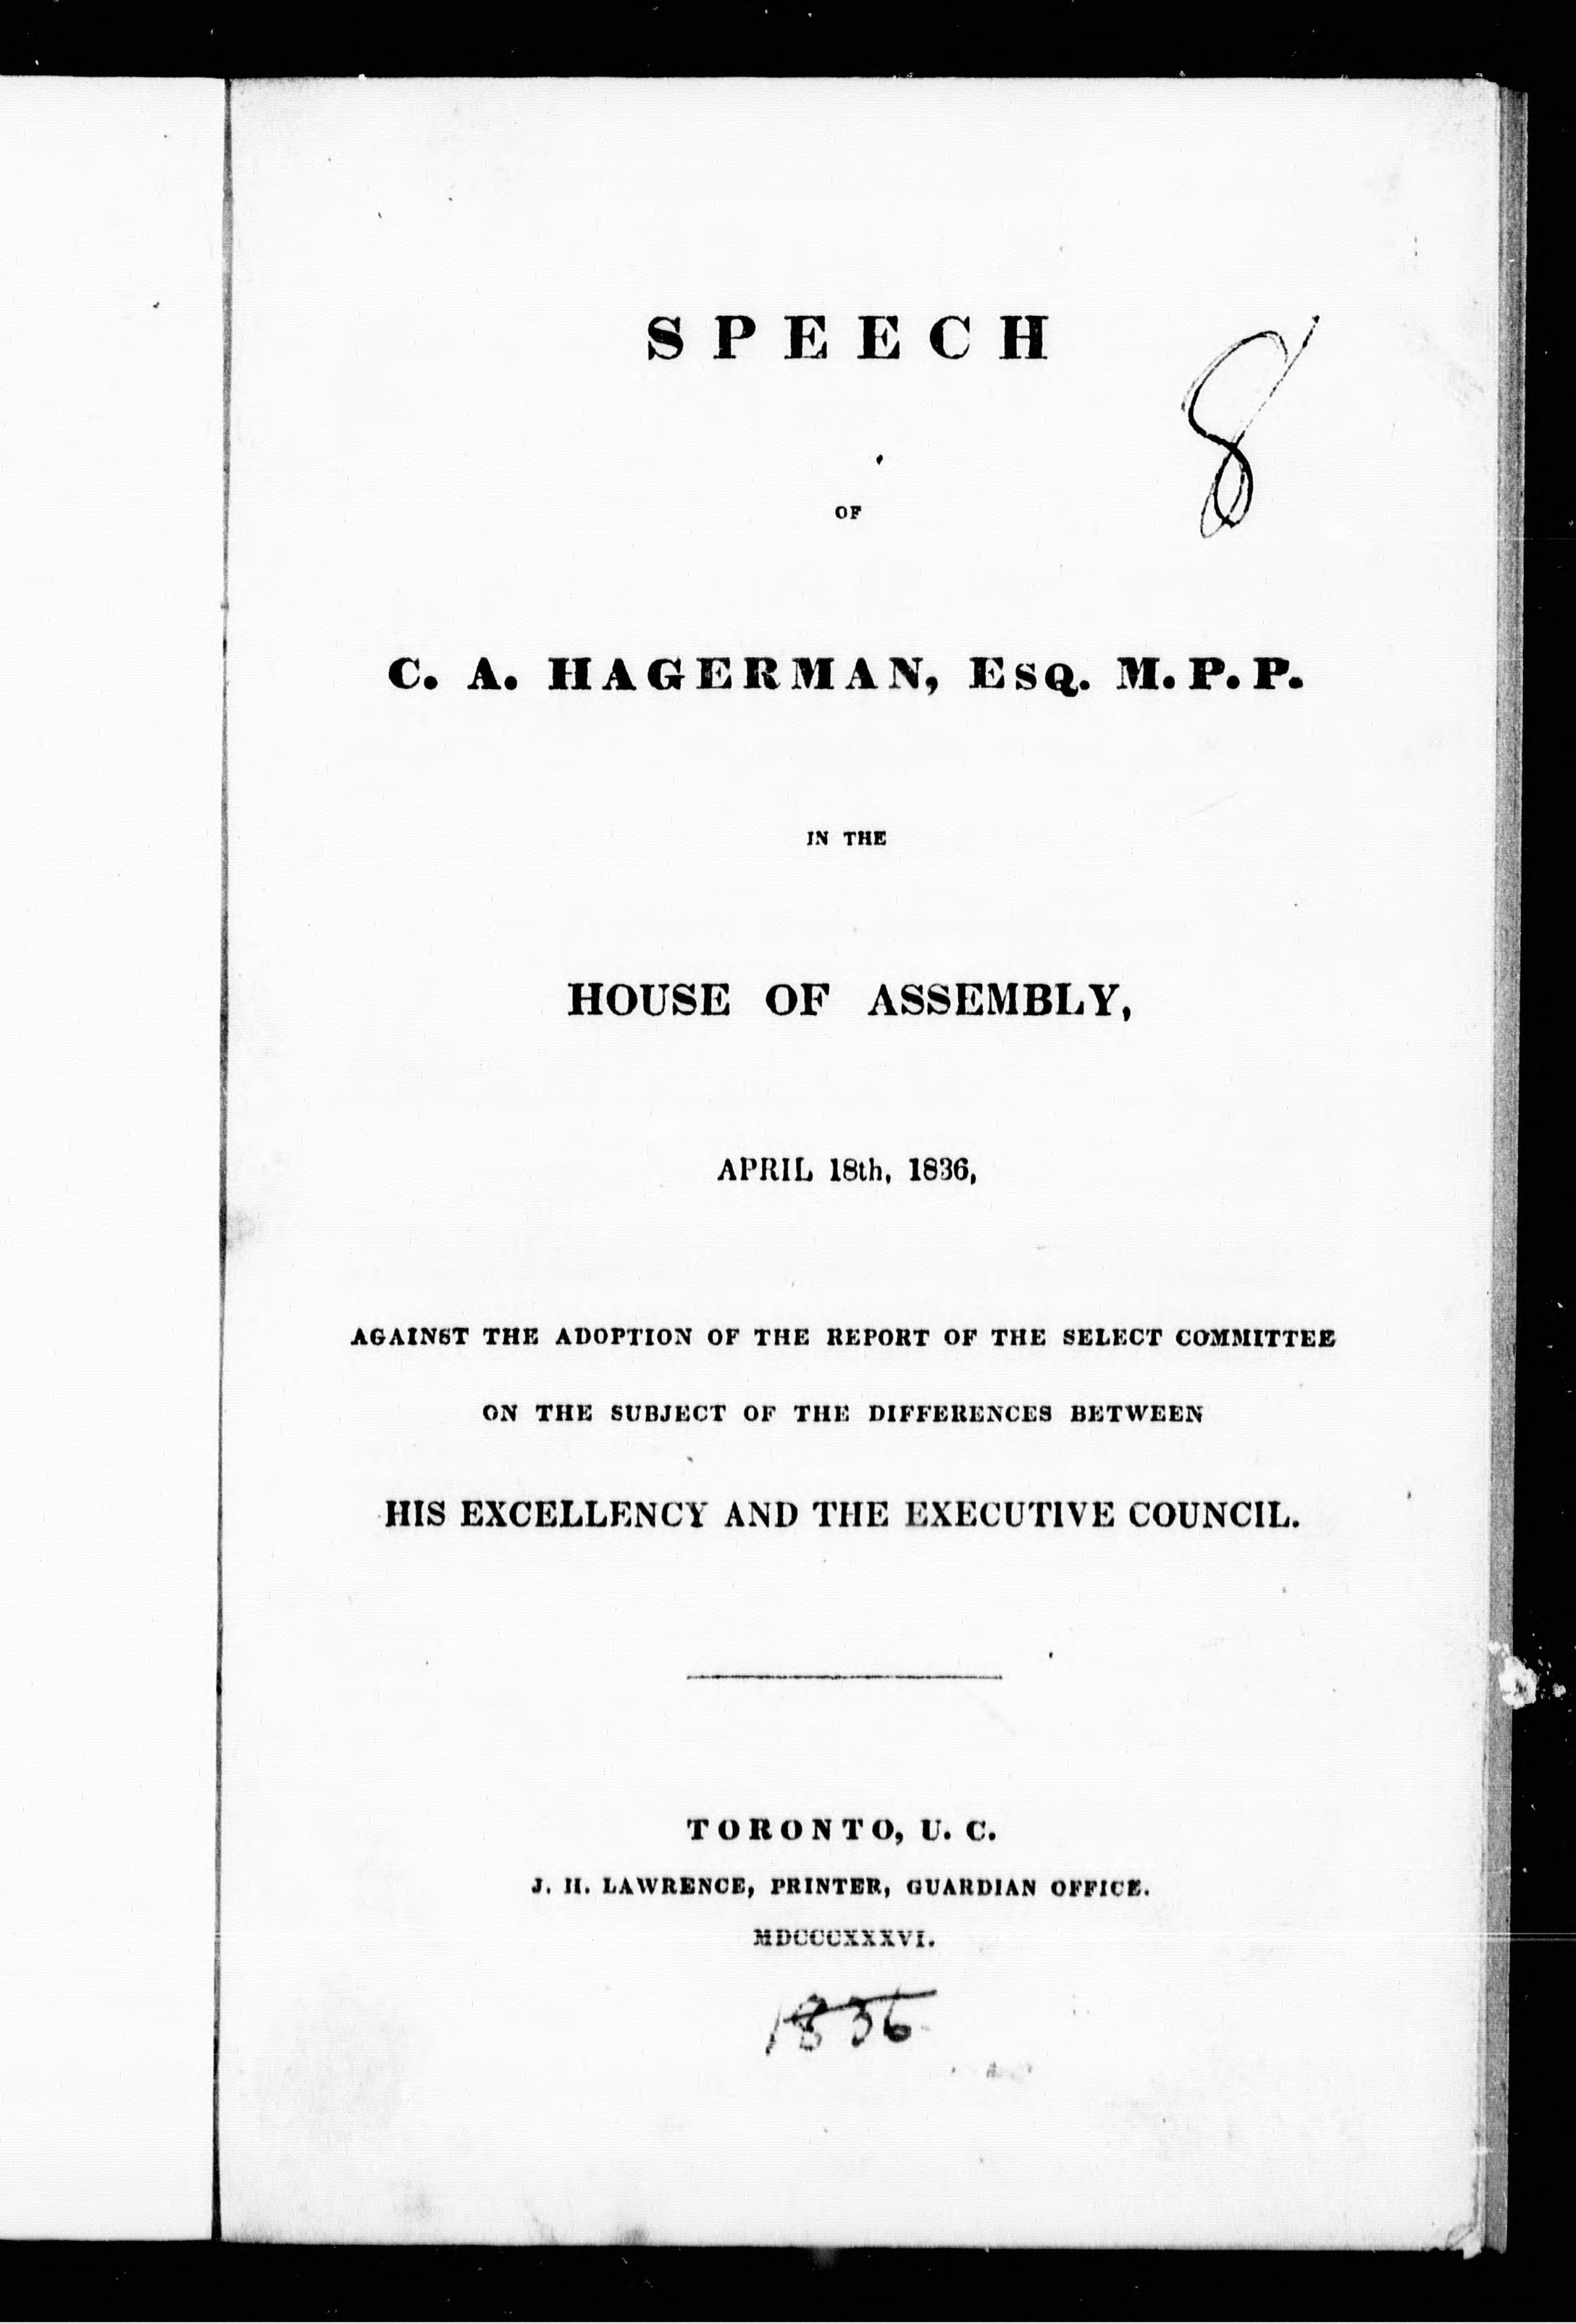 SPEECH
8
OF
C. A. HAGERMAN, Esq. M.P.P.
IN THE
HOUSE OF ASSEMBLY,
APRIL 18th, 1836,
AGAINST THE ADOPTION OF THE REPORT OF THE SELECT COMMITTEE
ON THE SUBJECT OF THE DIFFERENCES BETWEEN
HIS EXCELLENCY AND THE EXECUTIVE COUNCIL.
TORONTO, U. C.
J. H. LAWRENCE, PRINTER, GUARDIAN OFFICE.
MDCCCXXXVI.
1836